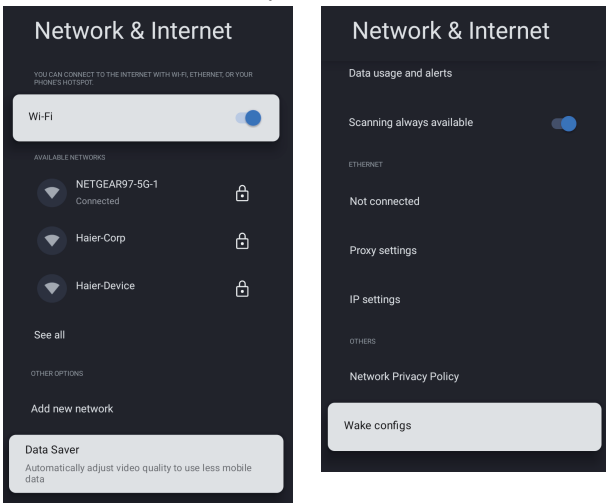 Network & Internet
YOU CAN CONNECT TO THE INTERNET WITH WI-FI, ETHERNET, OR YOUR
PHONE'S HOTSPOT.
Wi-Fi
AVAILABLE NETWORKS
NETGEAR97-5G-1
Connected
Haier-Corp
Haier-Device
See all
OTHER OPTIONS
Add new network
Data Saver
Automatically adjust video quality to use less mobile
data
Network & Internet
Data usage and alerts
Scanning always available
ETHERNET
Not connected
Proxy settings
IP settings
OTHERS
Network Privacy Policy
Wake configs